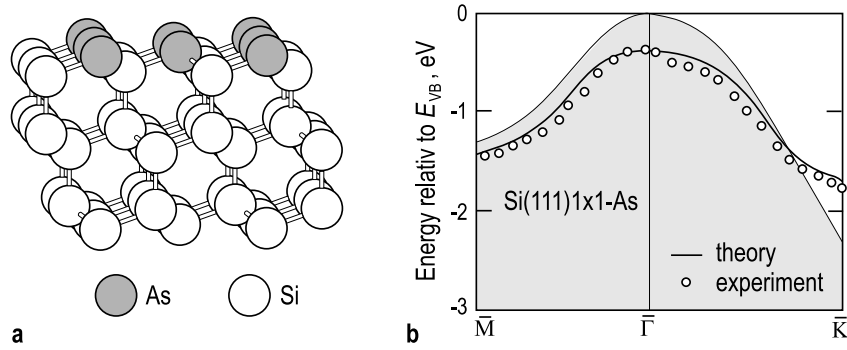 As
Si
a
Energy relativ to E_VB , eV
0
-1
-2
-3
Si(111)1x1-As
theory
experiment
M̅
Γ̅
K̅
b